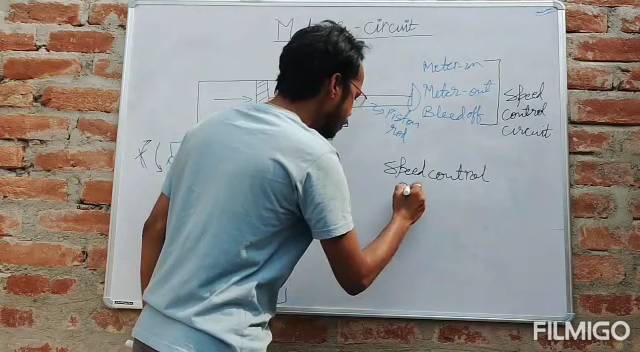 circuit
Meter-in
Meter-out
Bleed off
Speed
control
circuit
Piston
rod
Speed control
FILMIGO